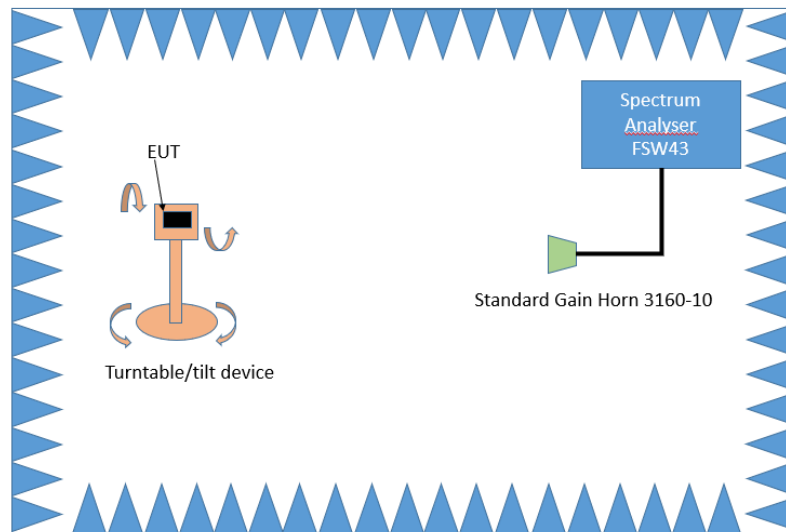 Spectrum
Analyser
FSW43
EUT
Standard Gain Horn 3160-10
Turntable/tilt device